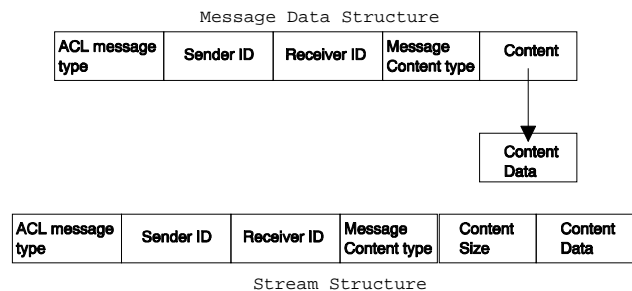 Message Data Structure
ACL message
type
Sender ID
Receiver ID
Message
Content type
Content
Content
Data
ACL message
type
Sender ID
Receiver ID
Message
Content type
Content
Size
Content
Data
Stream Structure